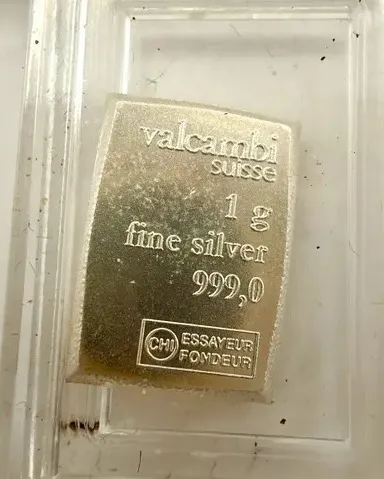 valcambi
suisse
1 g
fine silver
999,0
CHI ESSAYEUR
FONDEUR